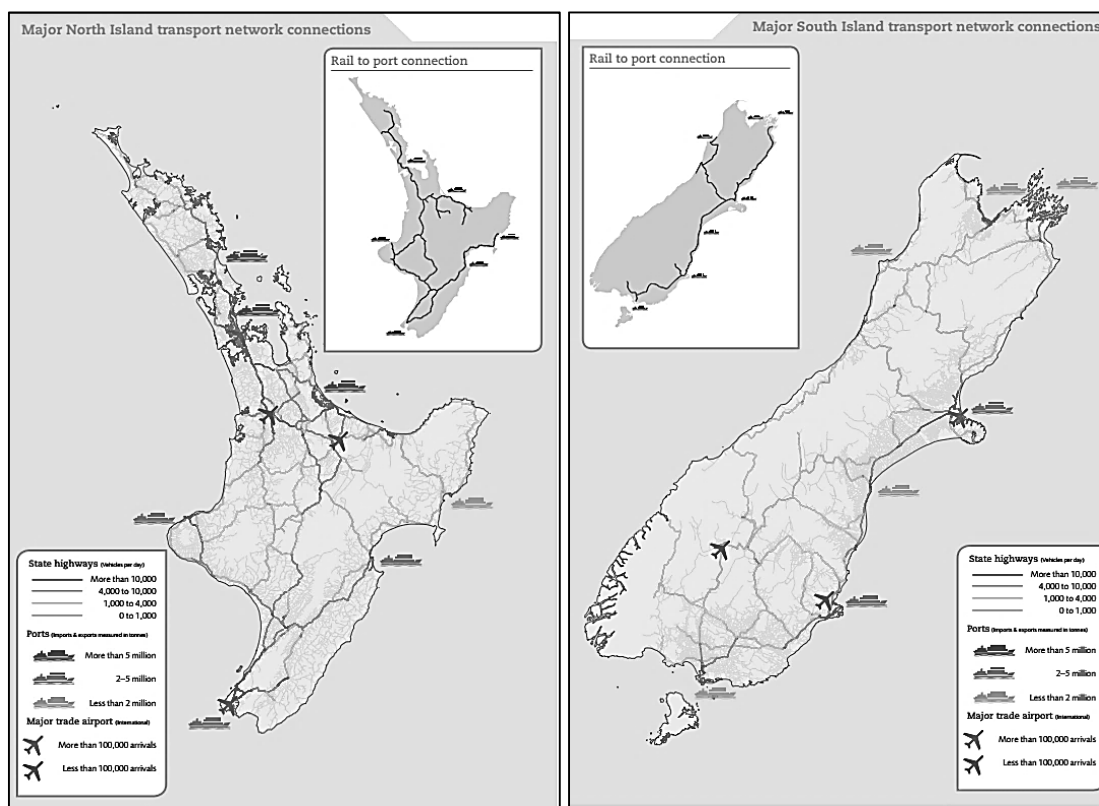 Major North Island transport network connections
Rail to port connection
State highways (Vehicles per day)
More than 10,000
4,000 to 10,000
1,000 to 4,000
0 to 1,000
Ports (Imports & exports measured in tonnes)
More than 5 million
2–5 million
Less than 2 million
Major trade airport (International)
More than 100,000 arrivals
Less than 100,000 arrivals
Major South Island transport network connections
Rail to port connection
State highways (Vehicles per day)
More than 10,000
4,000 to 10,000
1,000 to 4,000
0 to 1,000
Ports (Imports & exports measured in tonnes)
More than 5 million
2–5 million
Less than 2 million
Major trade airport (International)
More than 100,000 arrivals
Less than 100,000 arrivals